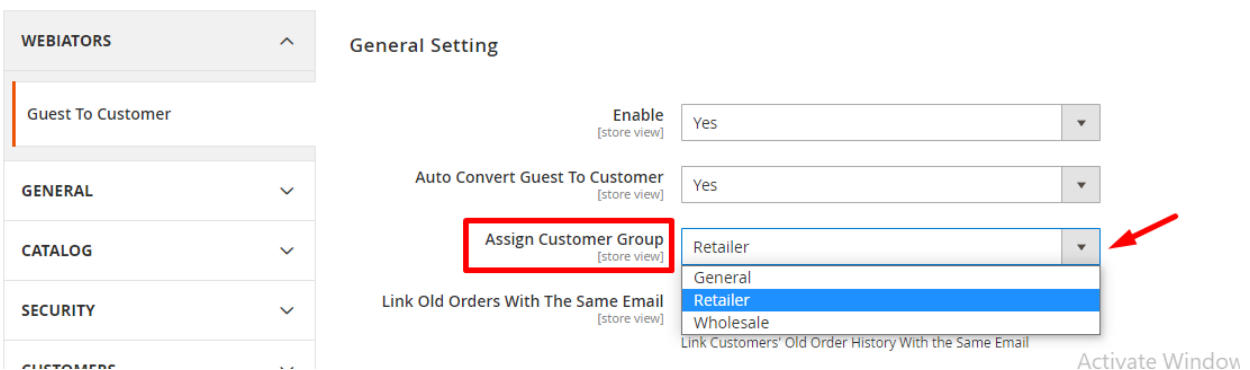 WEBIATORS
Guest To Customer
GENERAL
CATALOG
SECURITY
CUSTOMERS
General Setting
Enable
[store view]
Yes
Auto Convert Guest To Customer
[store view]
Yes
Assign Customer Group
[store view]
Retailer
General
Retailer
Wholesale
Link Old Orders With The Same Email
[store view]
Link Customers' Old Order History With the Same Email
Activate Window